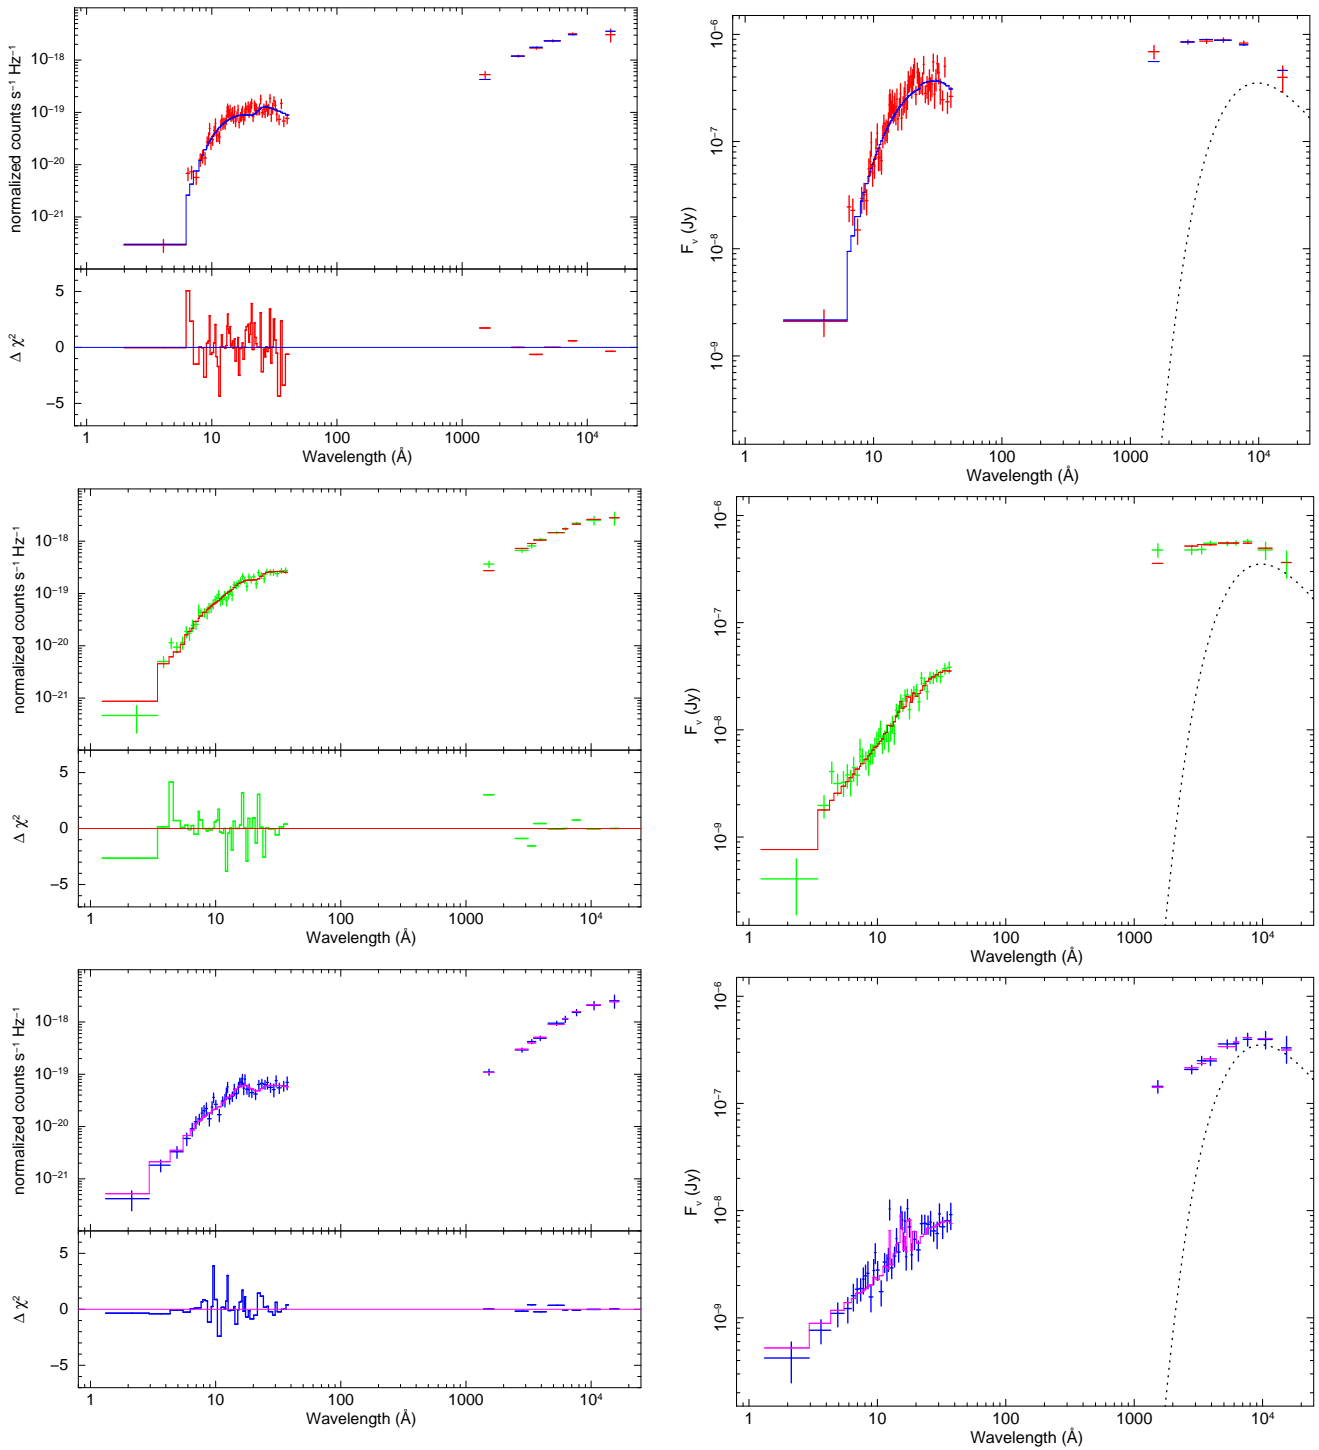 normalized counts s⁻¹ Hz⁻¹
10⁻¹⁸
10⁻¹⁹
10⁻²⁰
10⁻²¹
Δ χ²
5
0
−5
1 10 100 1000 10⁴
Wavelength (Å)
F_ν (Jy)
10⁻⁶
10⁻⁷
10⁻⁸
10⁻⁹
1 10 100 1000 10⁴
Wavelength (Å)
normalized counts s⁻¹ Hz⁻¹
10⁻¹⁸
10⁻¹⁹
10⁻²⁰
10⁻²¹
Δ χ²
5
0
−5
1 10 100 1000 10⁴
Wavelength (Å)
F_ν (Jy)
10⁻⁶
10⁻⁷
10⁻⁸
10⁻⁹
1 10 100 1000 10⁴
Wavelength (Å)
normalized counts s⁻¹ Hz⁻¹
10⁻¹⁸
10⁻¹⁹
10⁻²⁰
10⁻²¹
Δ χ²
5
0
−5
1 10 100 1000 10⁴
Wavelength (Å)
F_ν (Jy)
10⁻⁶
10⁻⁷
10⁻⁸
10⁻⁹
1 10 100 1000 10⁴
Wavelength (Å)